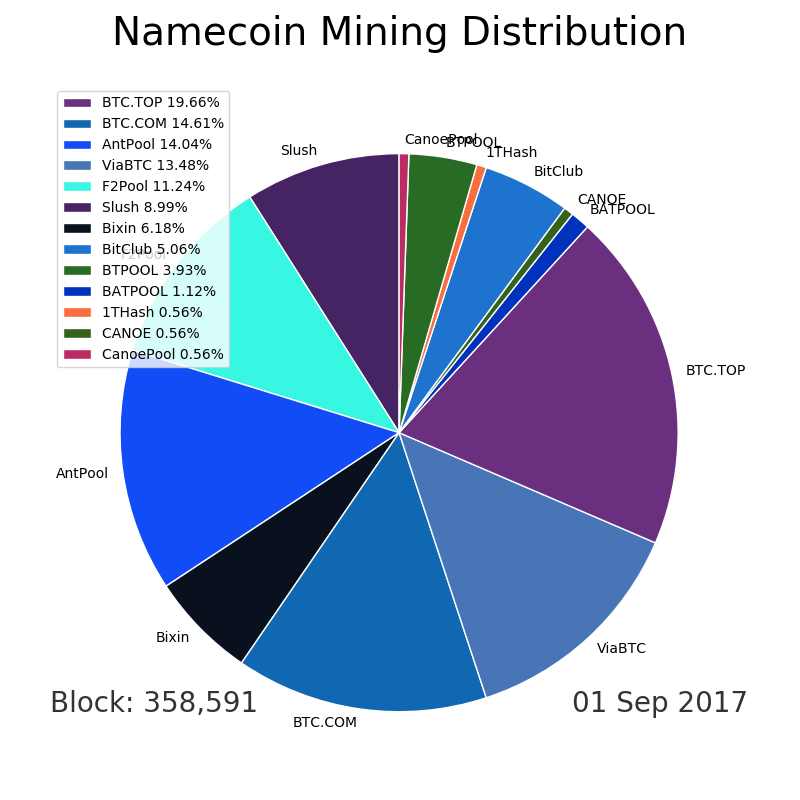 Namecoin Mining Distribution
BTC.TOP 19.66%
BTC.COM 14.61%
AntPool 14.04%
ViaBTC 13.48%
F2Pool 11.24%
Slush 8.99%
Bixin 6.18%
BitClub 5.06%
BTPOOL 3.93%
BATPOOL 1.12%
1THash 0.56%
CANOE 0.56%
CanoePool 0.56%
CanoePool
BTPOOL
1THash
Slush
BitClub
CANOE
BATPOOL
F2Pool
BTC.TOP
AntPool
Bixin
ViaBTC
BTC.COM
Block: 358,591
01 Sep 2017